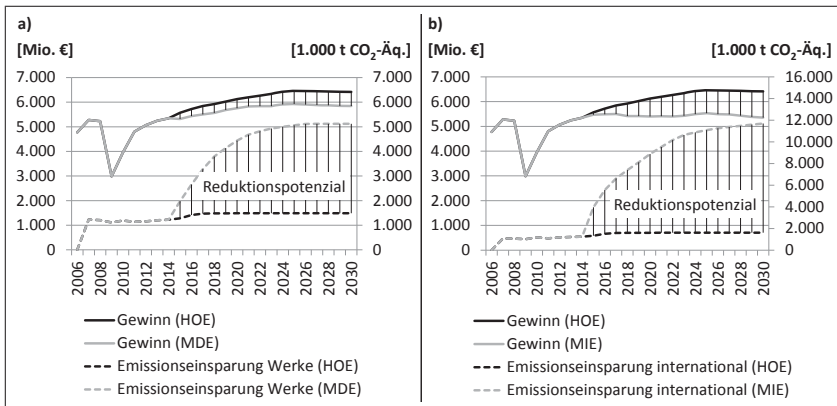 a)
[Mio. €] [1.000 t CO₂-Äq.]
7.000 7.000
6.000 6.000
5.000 5.000
4.000 4.000
3.000 3.000
2.000 2.000
1.000 1.000
0 0
Reduktionspotenzial
2006 2008 2010 2012 2014 2016 2018 2020 2022 2024 2026 2028 2030
Gewinn (HOE)
Gewinn (MDE)
Emissionseinsparung Werke (HOE)
Emissionseinsparung Werke (MDE)
b)
[Mio. €] [1.000 t CO₂-Äq.]
7.000 16.000
6.000 14.000
5.000 12.000
4.000 10.000
3.000 8.000
2.000 6.000
1.000 4.000
0 2.000
0
Reduktionspotenzial
2006 2008 2010 2012 2014 2016 2018 2020 2022 2024 2026 2028 2030
Gewinn (HOE)
Gewinn (MIE)
Emissionseinsparung international (HOE)
Emissionseinsparung international (MIE)